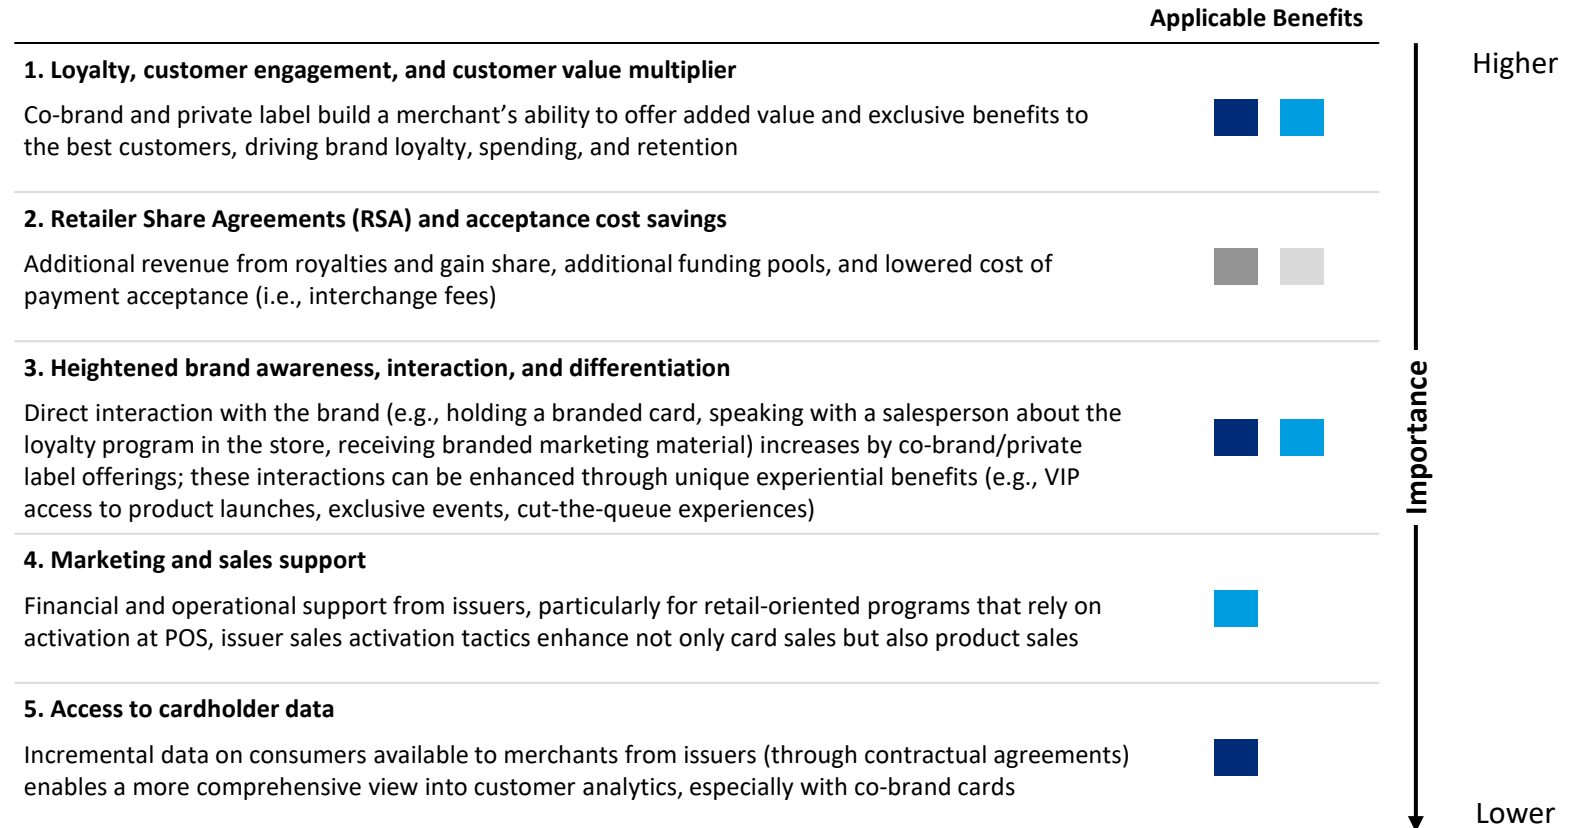 Applicable Benefits
Higher
1. Loyalty, customer engagement, and customer value multiplier
Co-brand and private label build a merchant’s ability to offer added value and exclusive benefits to
the best customers, driving brand loyalty, spending, and retention
2. Retailer Share Agreements (RSA) and acceptance cost savings
Additional revenue from royalties and gain share, additional funding pools, and lowered cost of
payment acceptance (i.e., interchange fees)
3. Heightened brand awareness, interaction, and differentiation
Direct interaction with the brand (e.g., holding a branded card, speaking with a salesperson about the
loyalty program in the store, receiving branded marketing material) increases by co-brand/private
label offerings; these interactions can be enhanced through unique experiential benefits (e.g., VIP
access to product launches, exclusive events, cut-the-queue experiences)
Importance
4. Marketing and sales support
Financial and operational support from issuers, particularly for retail-oriented programs that rely on
activation at POS, issuer sales activation tactics enhance not only card sales but also product sales
5. Access to cardholder data
Incremental data on consumers available to merchants from issuers (through contractual agreements)
enables a more comprehensive view into customer analytics, especially with co-brand cards
Lower